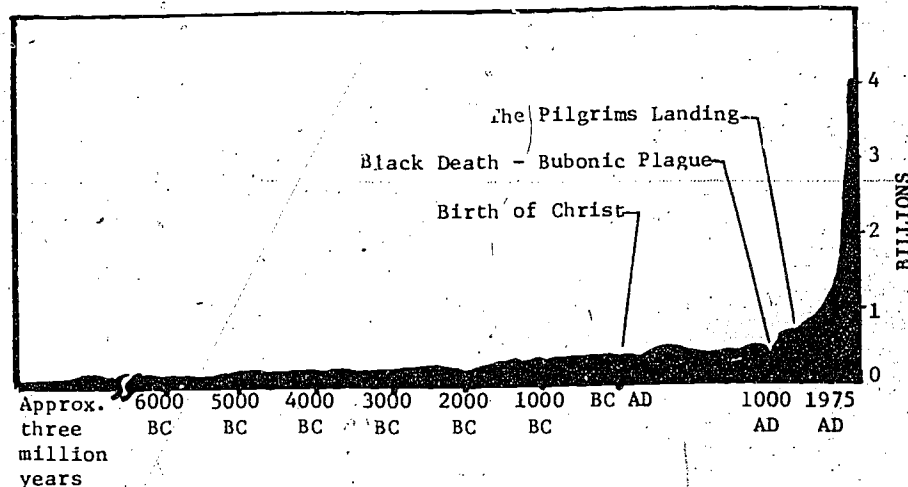 The Pilgrims Landing
Black Death - Bubonic Plague
Birth of Christ
4
3
2
1
0
BILLIONS
Approx.
three
million
years
6000 5000 4000 3000 2000 1000 BC AD 1000 1975
BC BC BC BC BC BC AD AD